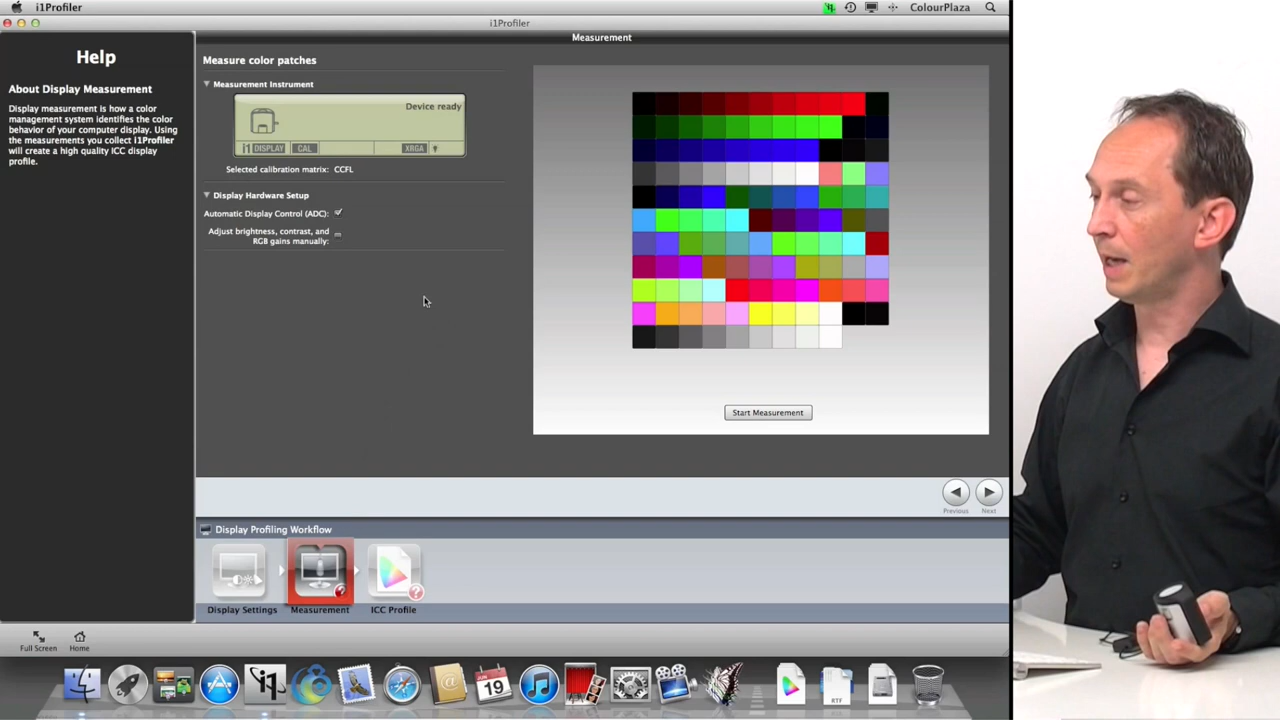 i1Profiler
ColourPlaza
i1Profiler
Measurement
Help
About Display Measurement
Display measurement is how a color
management system identifies the color
behavior of your computer display. Using
the measurements you collect i1Profiler
will create a high quality ICC display
profile.
Measure color patches
Measurement Instrument
Device ready
i1 DISPLAY CAL XRGA
Selected calibration matrix: CCFL
Display Hardware Setup
Automatic Display Control (ADC):
Adjust brightness, contrast, and
RGB gains manually:
Start Measurement
Previous
Next
Display Profiling Workflow
Display Settings
Measurement
ICC Profile
Full Screen
Home
JUN
19
RTF